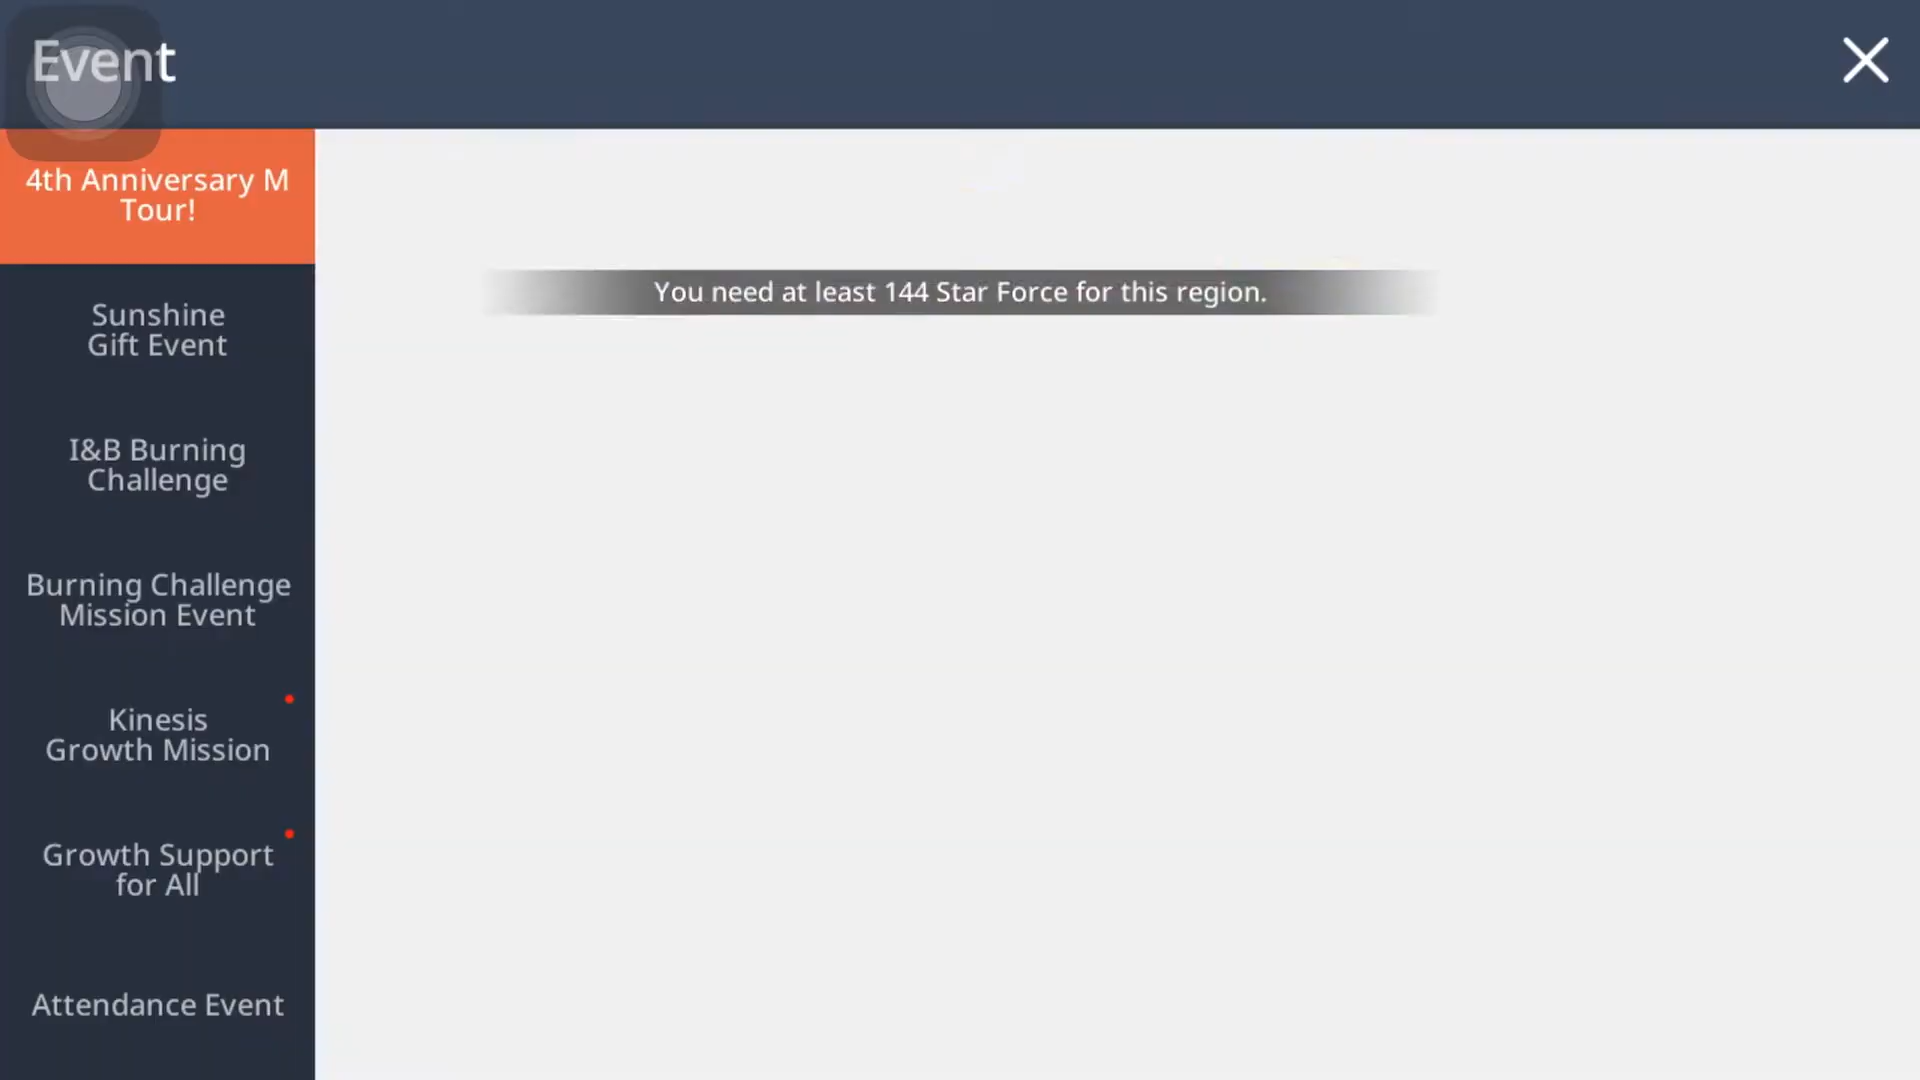 Event
4th Anniversary M
Tour!
You need at least 144 Star Force for this region.
Sunshine
Gift Event
I&B Burning
Challenge
Burning Challenge
Mission Event
Kinesis
Growth Mission
Growth Support
for All
Attendance Event